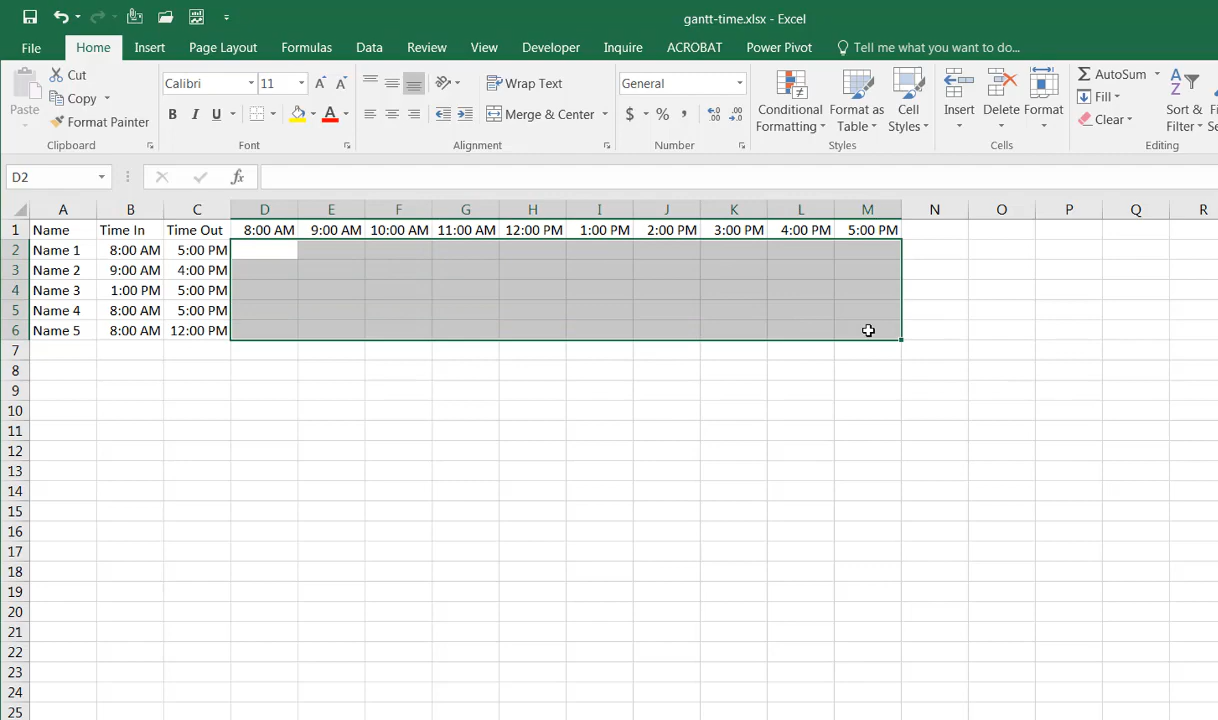 gantt-time.xlsx - Excel
File Home Insert Page Layout Formulas Data Review View Developer Inquire ACROBAT Power Pivot Tell me what you want to do...
Paste Cut Calibri 11 Wrap Text General Conditional Formatting Format as Table Cell Styles Insert Delete Format AutoSum Sort & Filter
Copy Fill
Format Painter B I U Merge & Center $ % , Clear
Clipboard Font Alignment Number Styles Cells Editing
D2 fx
A B C D E F G H I J K L M N O P Q R
1 Name Time In Time Out 8:00 AM 9:00 AM 10:00 AM 11:00 AM 12:00 PM 1:00 PM 2:00 PM 3:00 PM 4:00 PM 5:00 PM
2 Name 1 8:00 AM 5:00 PM
3 Name 2 9:00 AM 4:00 PM
4 Name 3 1:00 PM 5:00 PM
5 Name 4 8:00 AM 5:00 PM
6 Name 5 8:00 AM 12:00 PM
7
8
9
10
11
12
13
14
15
16
17
18
19
20
21
22
23
24
25